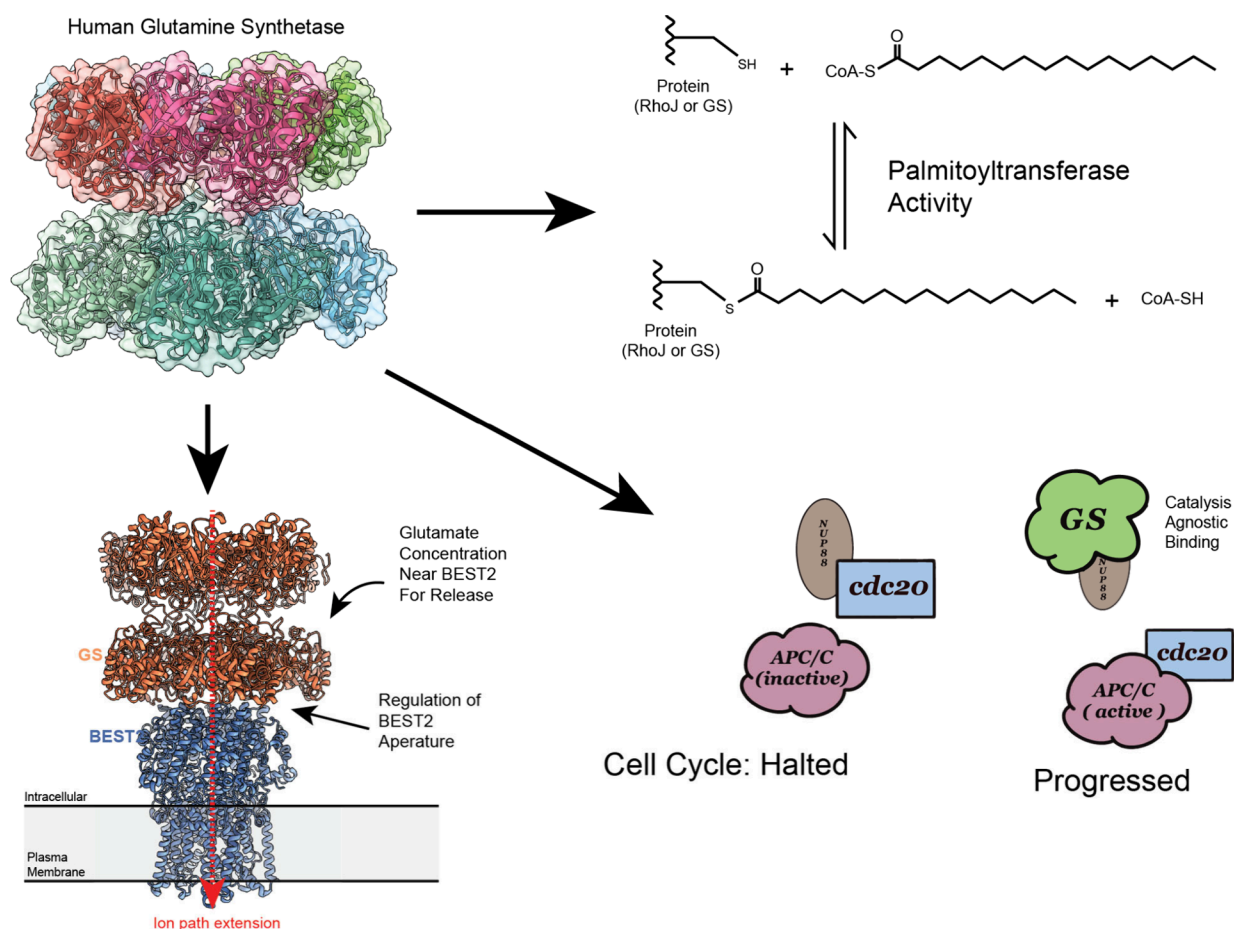 Human Glutamine Synthetase
SH
Protein
(RhoJ or GS)
+
CoA-S
O
Palmitoyltransferase
Activity
O
S
Protein
(RhoJ or GS)
+
CoA-SH
Glutamate
Concentration
Near BEST2
For Release
GS
Regulation of
BEST2
Aperature
BEST2
Intracellular
Plasma
Membrane
Ion path extension
NUP88
cdc20
APC/C
(inactive)
Cell Cycle: Halted
GS
Catalysis
Agnostic
Binding
NUP88
cdc20
APC/C
( active )
Progressed